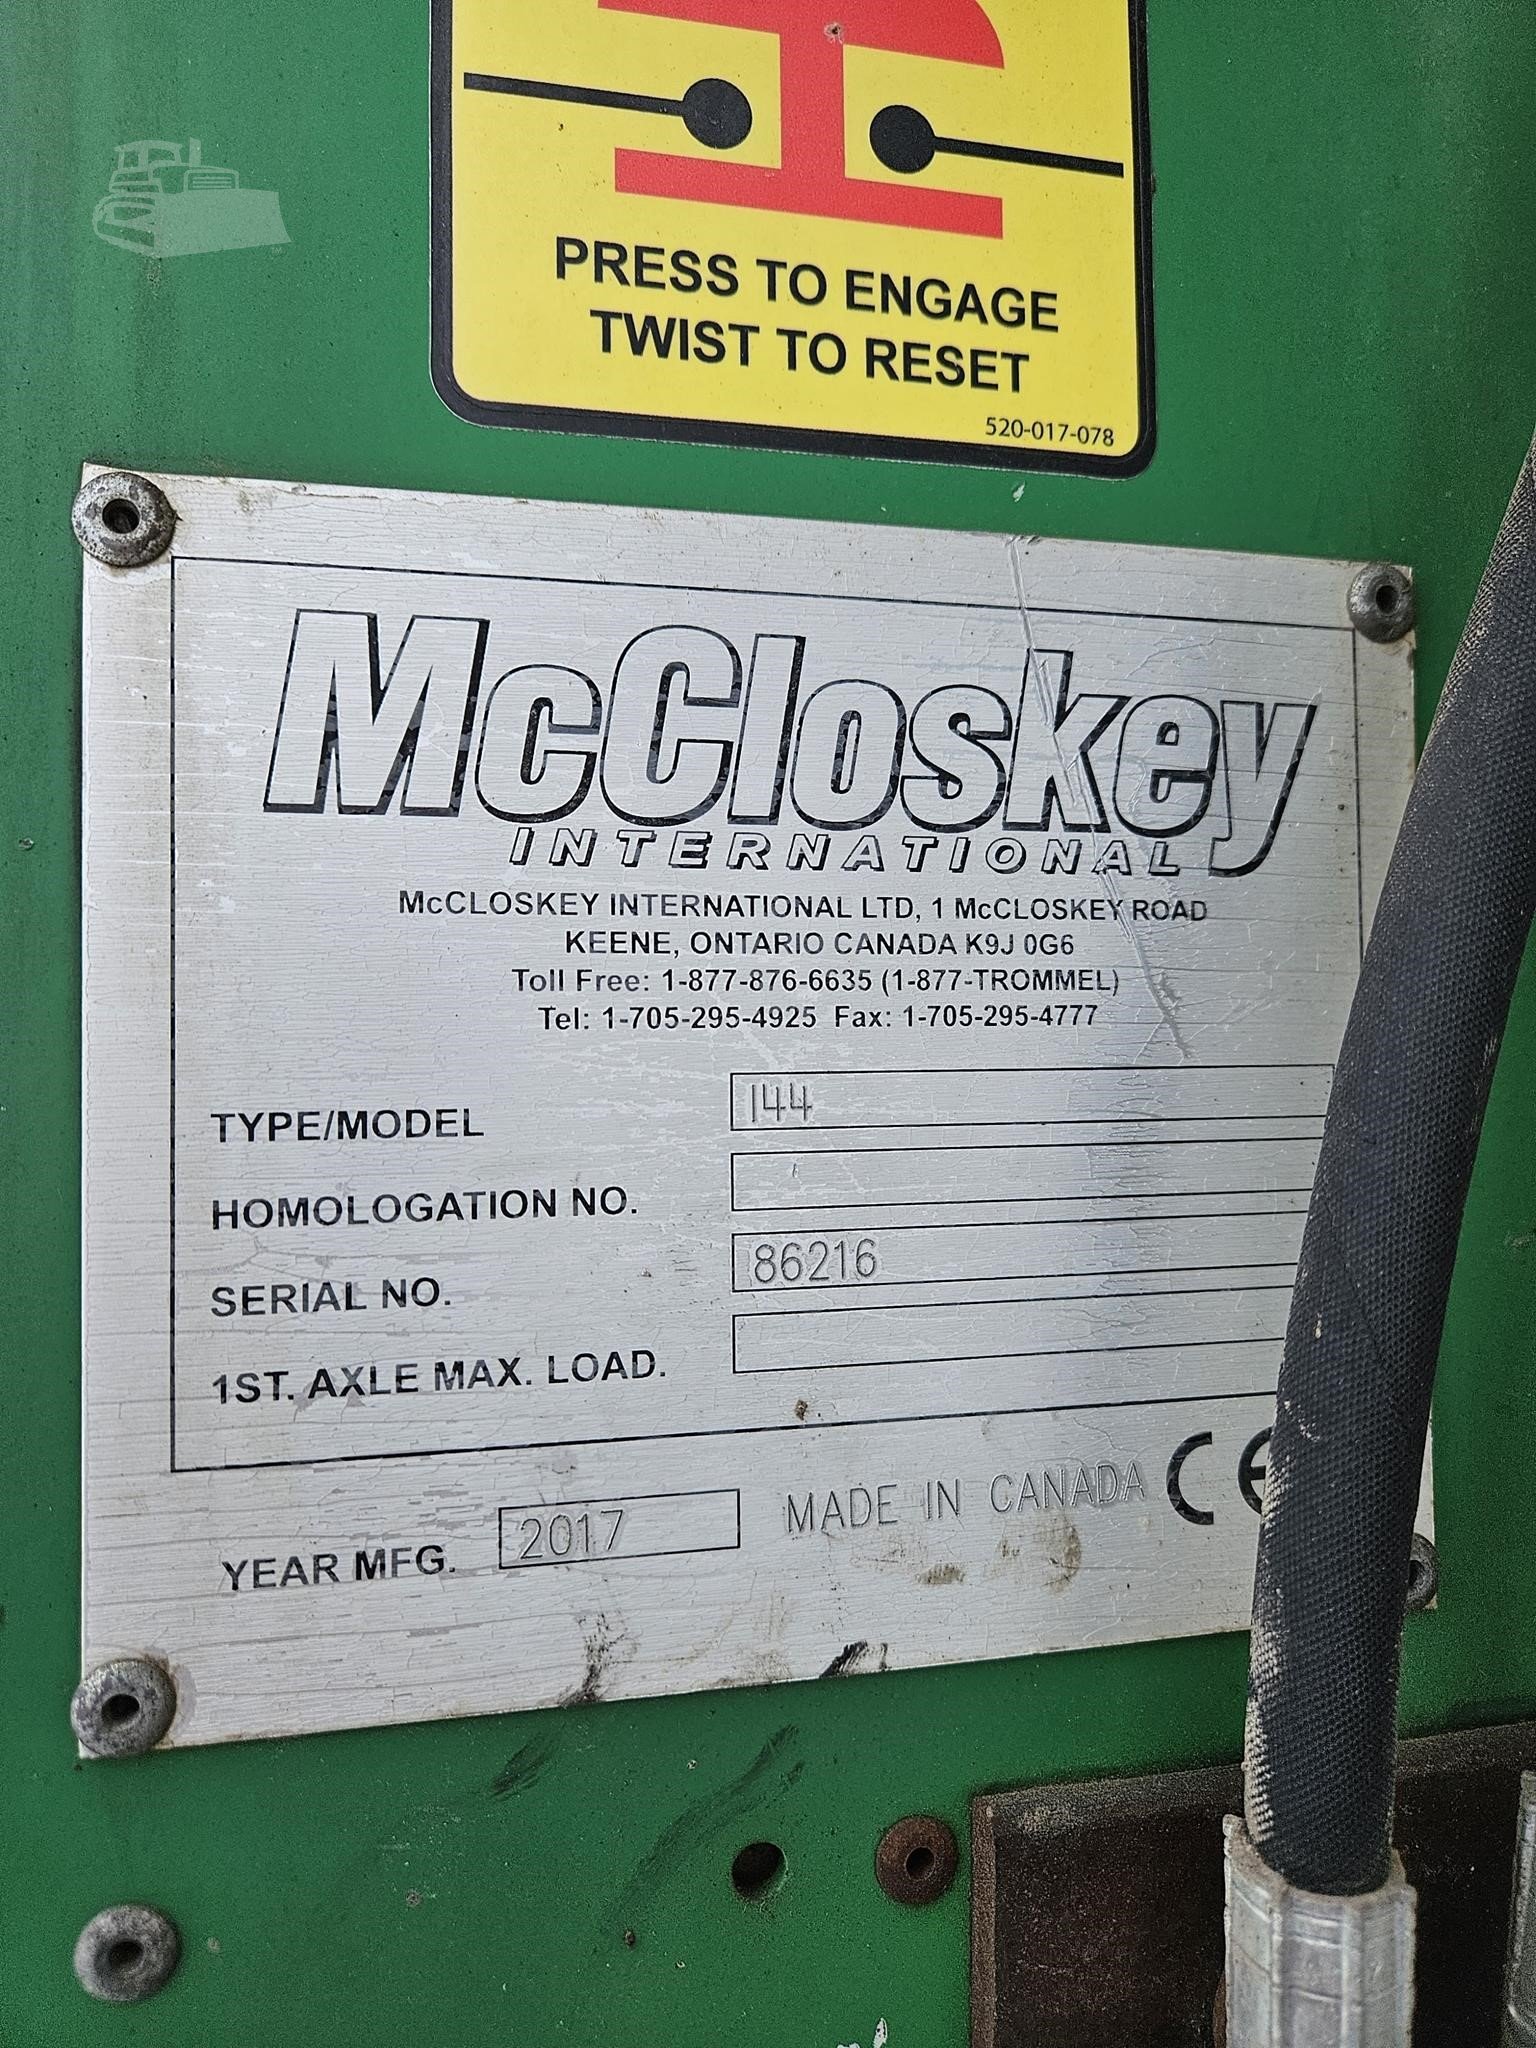 PRESS TO ENGAGE
TWIST TO RESET
520-017-078
McCloskey
INTERNATIONAL
McCLOSKEY INTERNATIONAL LTD, 1 McCLOSKEY ROAD
KEENE, ONTARIO CANADA K9J 0G6
Toll Free: 1-877-876-6635 (1-877-TROMMEL)
Tel: 1-705-295-4925 Fax: 1-705-295-4777
TYPE/MODEL 144
HOMOLOGATION NO.
SERIAL NO. 86216
1ST. AXLE MAX. LOAD.
YEAR MFG. 2017 MADE IN CANADA CE